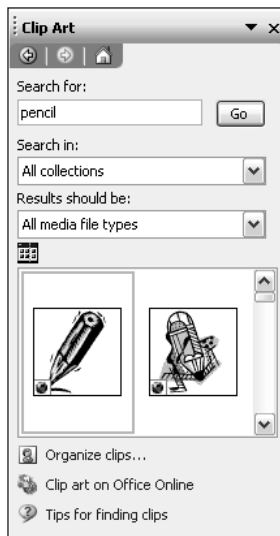 Clip Art
Search for:
pencil
Go
Search in:
All collections
Results should be:
All media file types
Organize clips...
Clip art on Office Online
Tips for finding clips